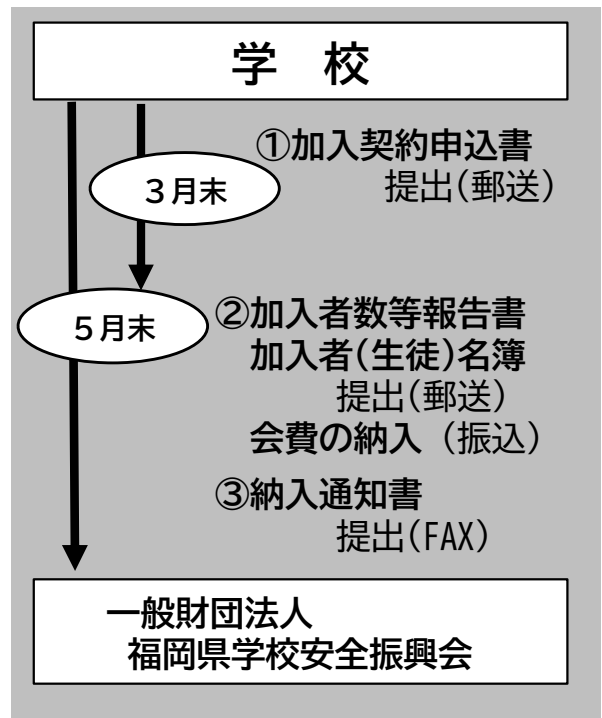 学　校
①加入契約申込書
３月末
提出(郵送)
５月末
②加入者数等報告書
加入者(生徒)名簿
提出(郵送)
会費の納入（振込）
③納入通知書
提出(FAX)
一般財団法人
福岡県学校安全振興会